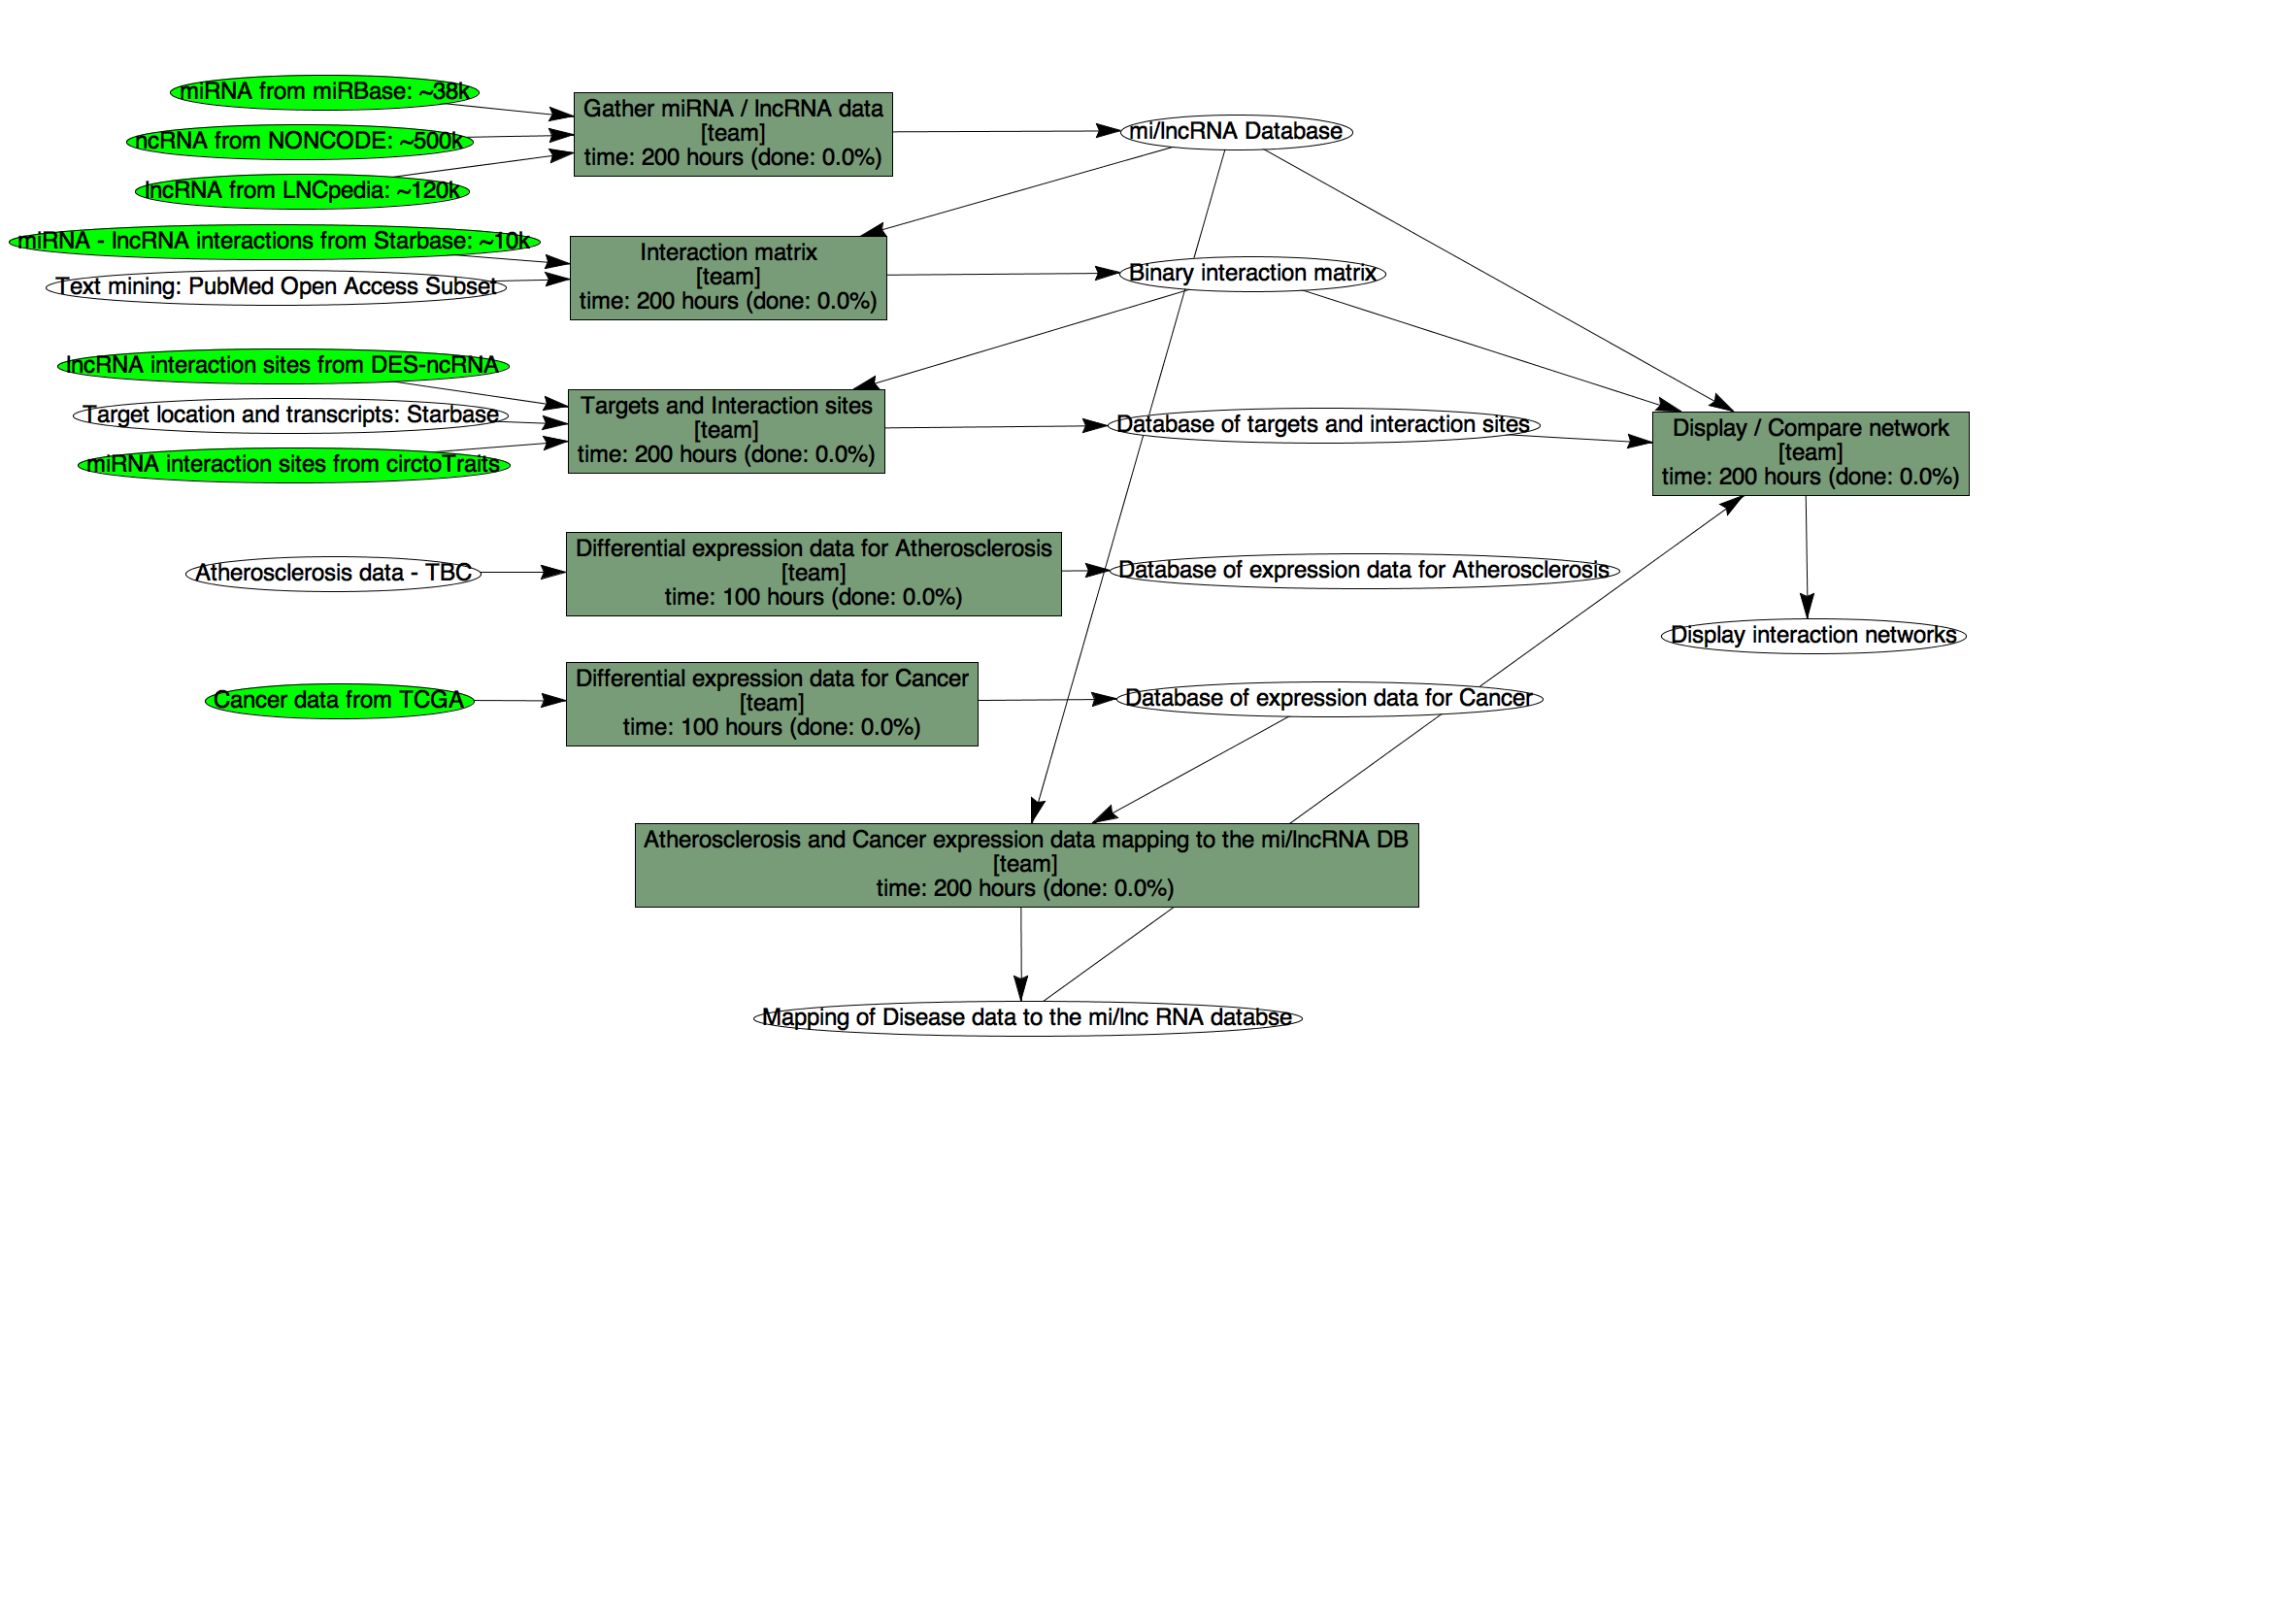 miRNA from miRBase: ~38k
ncRNA from NONCODE: ~500k
lncRNA from LNCpedia: ~120k
Gather miRNA / lncRNA data
[team]
time: 200 hours (done: 0.0%)
mi/lncRNA Database
miRNA - lncRNA interactions from Starbase: ~10k
Text mining: PubMed Open Access Subset
Interaction matrix
[team]
time: 200 hours (done: 0.0%)
Binary interaction matrix
lncRNA interaction sites from DES-ncRNA
Target location and transcripts: Starbase
miRNA interaction sites from circtoTraits
Targets and Interaction sites
[team]
time: 200 hours (done: 0.0%)
Database of targets and interaction sites
Display / Compare network
[team]
time: 200 hours (done: 0.0%)
Atherosclerosis data - TBC
Differential expression data for Atherosclerosis
[team]
time: 100 hours (done: 0.0%)
Database of expression data for Atherosclerosis
Display interaction networks
Cancer data from TCGA
Differential expression data for Cancer
[team]
time: 100 hours (done: 0.0%)
Database of expression data for Cancer
Atherosclerosis and Cancer expression data mapping to the mi/lncRNA DB
[team]
time: 200 hours (done: 0.0%)
Mapping of Disease data to the mi/lnc RNA databse